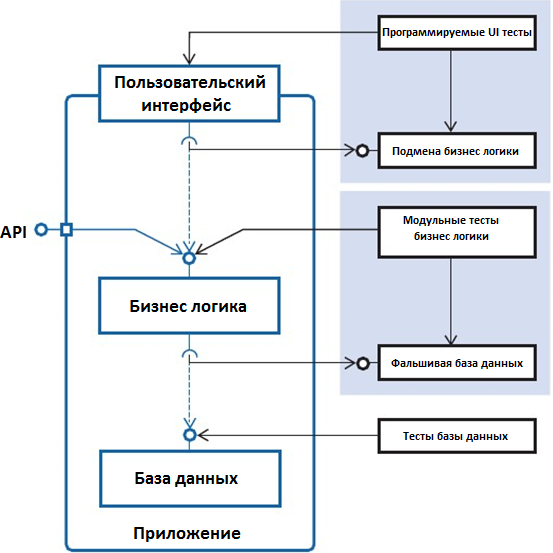 Программируемые UI тесты
Пользовательский
интерфейс
Подмена бизнес логики
API
Модульные тесты
бизнес логики
Бизнес логика
Фальшивая база данных
Тесты базы данных
База данных
Приложение